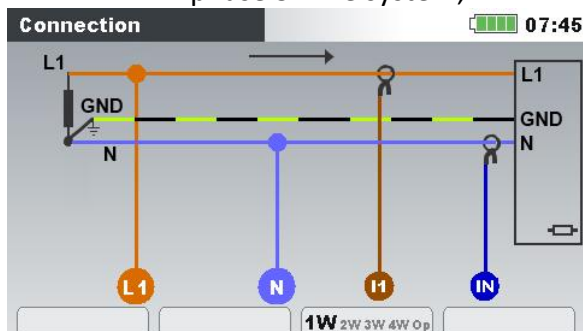 Connection 07:45
L1 L1
GND GND
N N
L1 N I1 IN
1W 2W 3W 4W Op